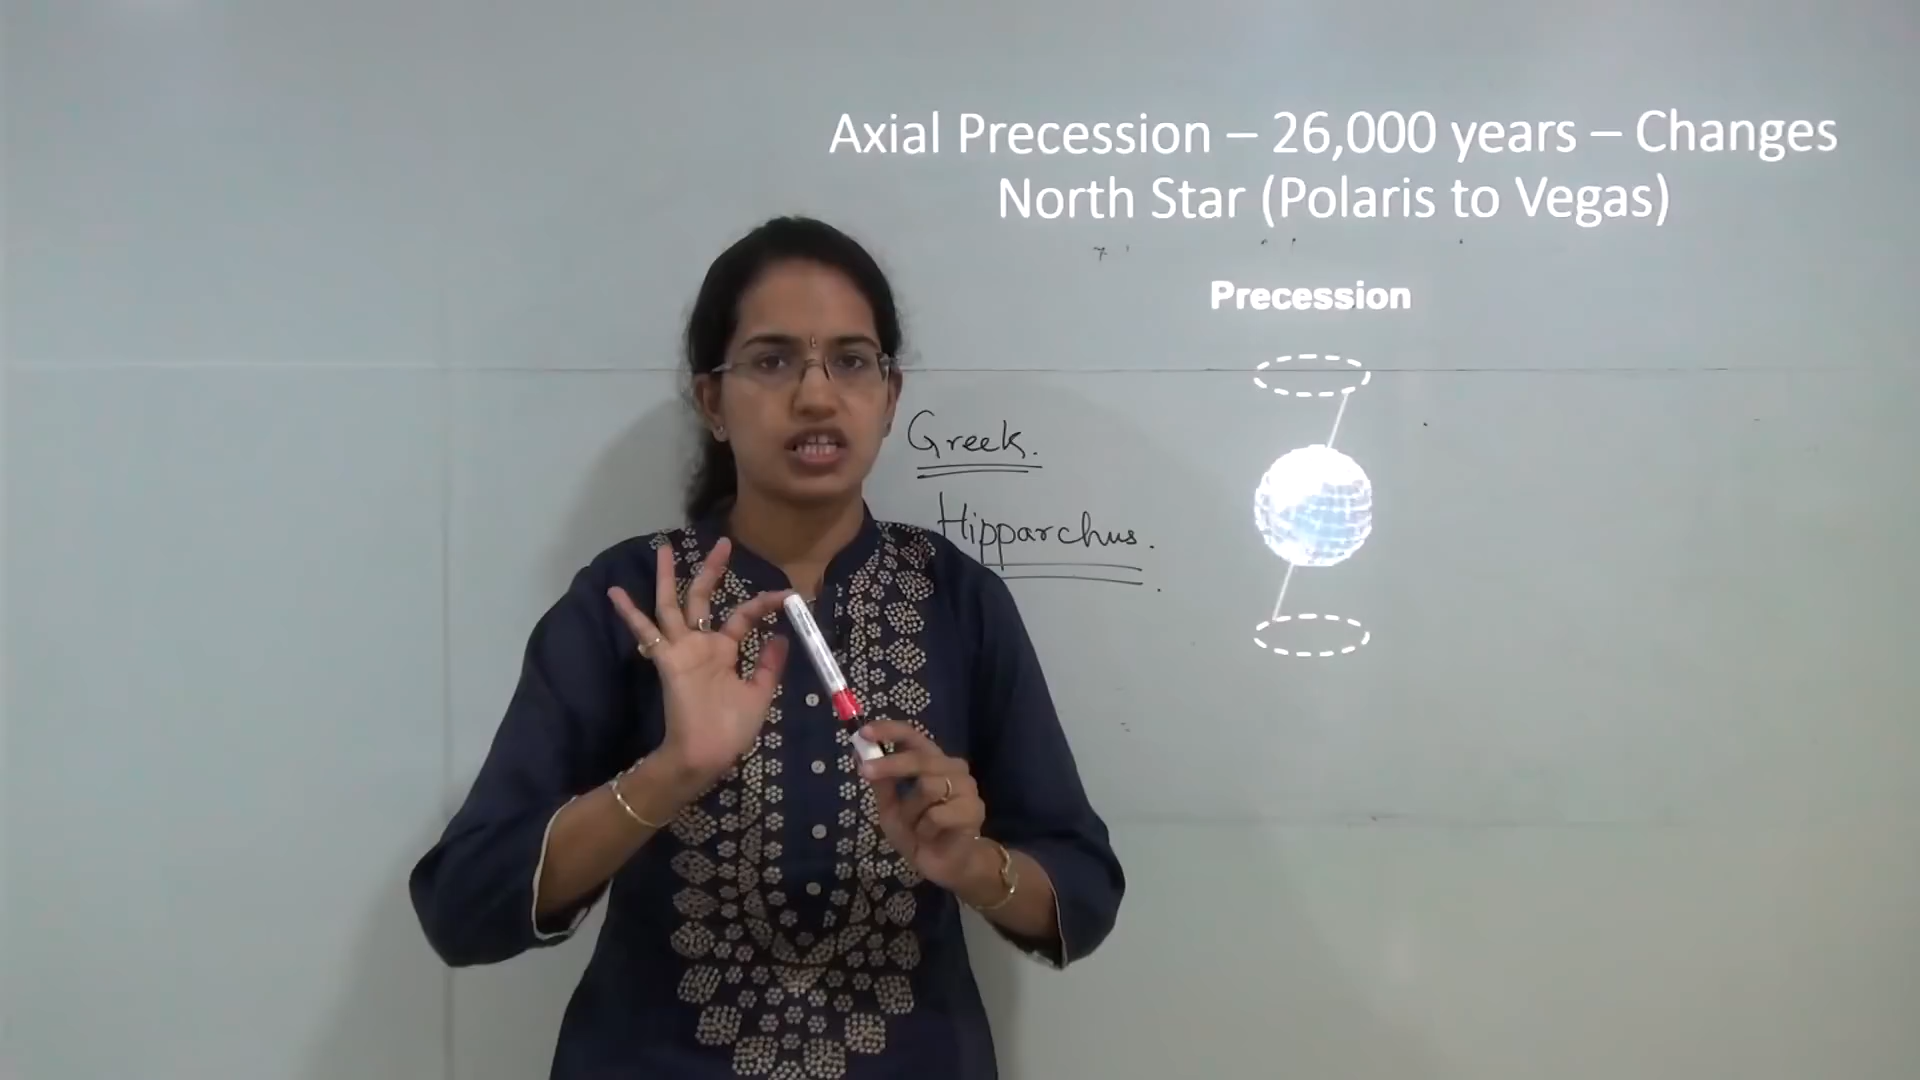 Axial Precession – 26,000 years – Changes
North Star (Polaris to Vegas)
Precession
Greek.
Hipparchus.